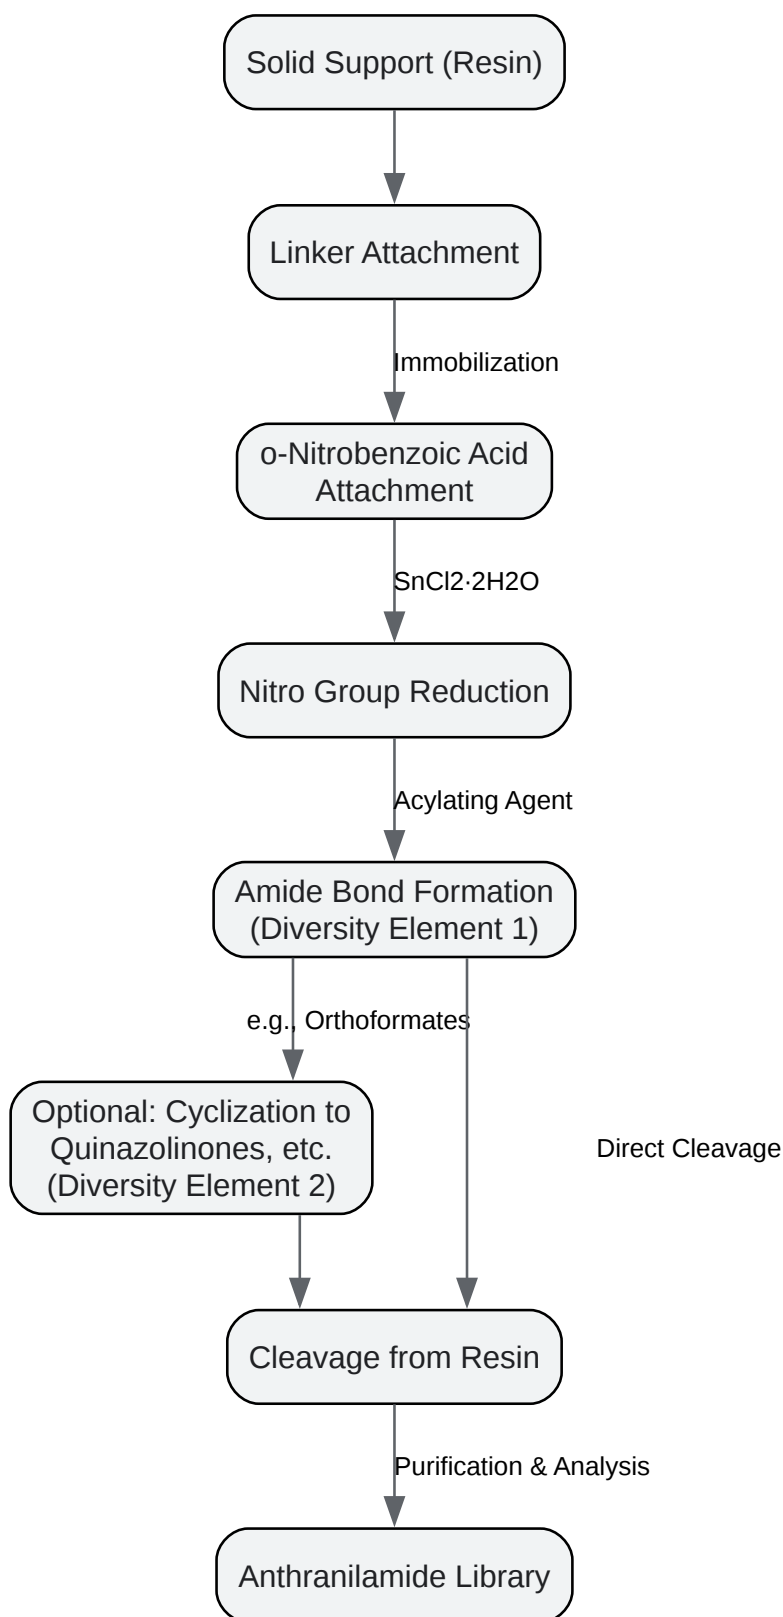 Solid Support (Resin)
Linker Attachment
Immobilization
o-Nitrobenzoic Acid
Attachment
SnCl2·2H2O
Nitro Group Reduction
Acylating Agent
Amide Bond Formation
(Diversity Element 1)
e.g., Orthoformates
Optional: Cyclization to
Quinazolinones, etc.
(Diversity Element 2)
Direct Cleavage
Cleavage from Resin
Purification & Analysis
Anthranilamide Library